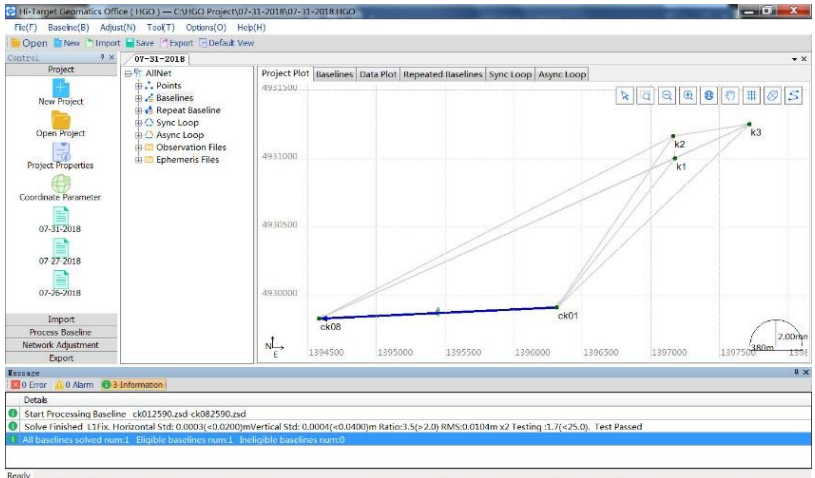 Hi-Target Geomatics Office ( HGO ) — C:\HGO Project\07-31-2018\07-31-2018.HGO
File(F) Baseline(B) Adjust(N) Tool(T) Options(O) Help(H)
Open New Import Save Export Default View
Control
07-31-2018
Project
New Project
Open Project
Project Properties
Coordinate Parameter
07-31-2018
07-27-2018
07-26-2018
Import
Process Baseline
Network Adjustment
Export
AllNet
Points
Baselines
Repeat Baseline
Sync Loop
Async Loop
Observation Files
Ephemeris Files
Project Plot Baselines Data Plot Repeated Baselines Sync Loop Async Loop
4931500
4931000
4930500
4930000
k3
k2
k1
ck01
ck08
N
E
1394500 1395000 1395500 1396000 1396500 1397000 1397500
2.00mm
380m
Message
0 Error 0 Alarm 3 Information
Details
Start Processing Baseline ck012590.zsd-ck082590.zsd
Solve Finished L1Fix. Horizontal Std: 0.0003(<0.0200)mVertical Std: 0.0004(<0.0400)m Ratio:3.5(>2.0) RMS:0.0104m x2 Testing :1.7(<25.0). Test Passed
All baselines solved num:1 Eligible baselines num:1 Ineligible baselines num:0
Ready